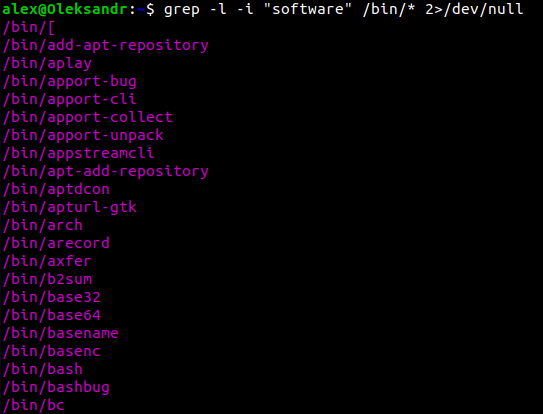 alex@Oleksandr:~$ grep -l -i "software" /bin/* 2>/dev/null
/bin/[
/bin/add-apt-repository
/bin/aplay
/bin/apport-bug
/bin/apport-cli
/bin/apport-collect
/bin/apport-unpack
/bin/appstreamcli
/bin/apt-add-repository
/bin/aptdcon
/bin/apturl-gtk
/bin/arch
/bin/arecord
/bin/axfer
/bin/b2sum
/bin/base32
/bin/base64
/bin/basename
/bin/basenc
/bin/bash
/bin/bashbug
/bin/bc